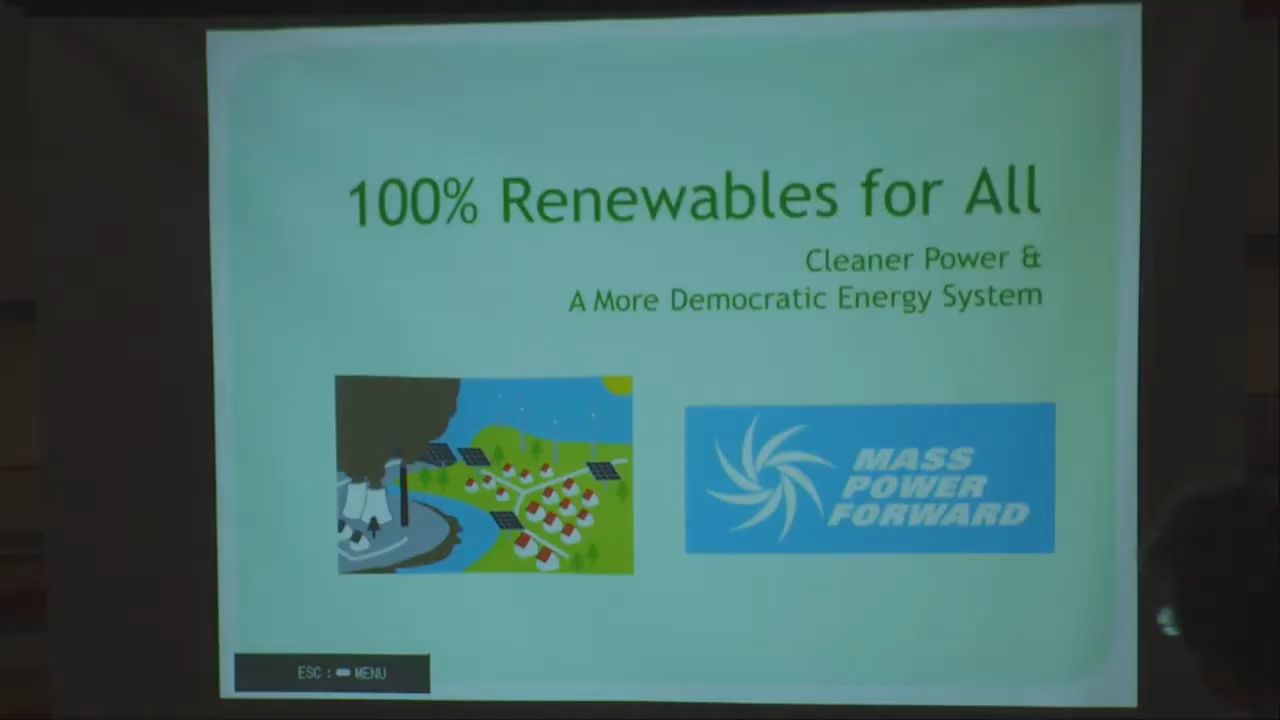 100% Renewables for All
Cleaner Power &
A More Democratic Energy System
MASS
POWER
FORWARD
ESC : MENU